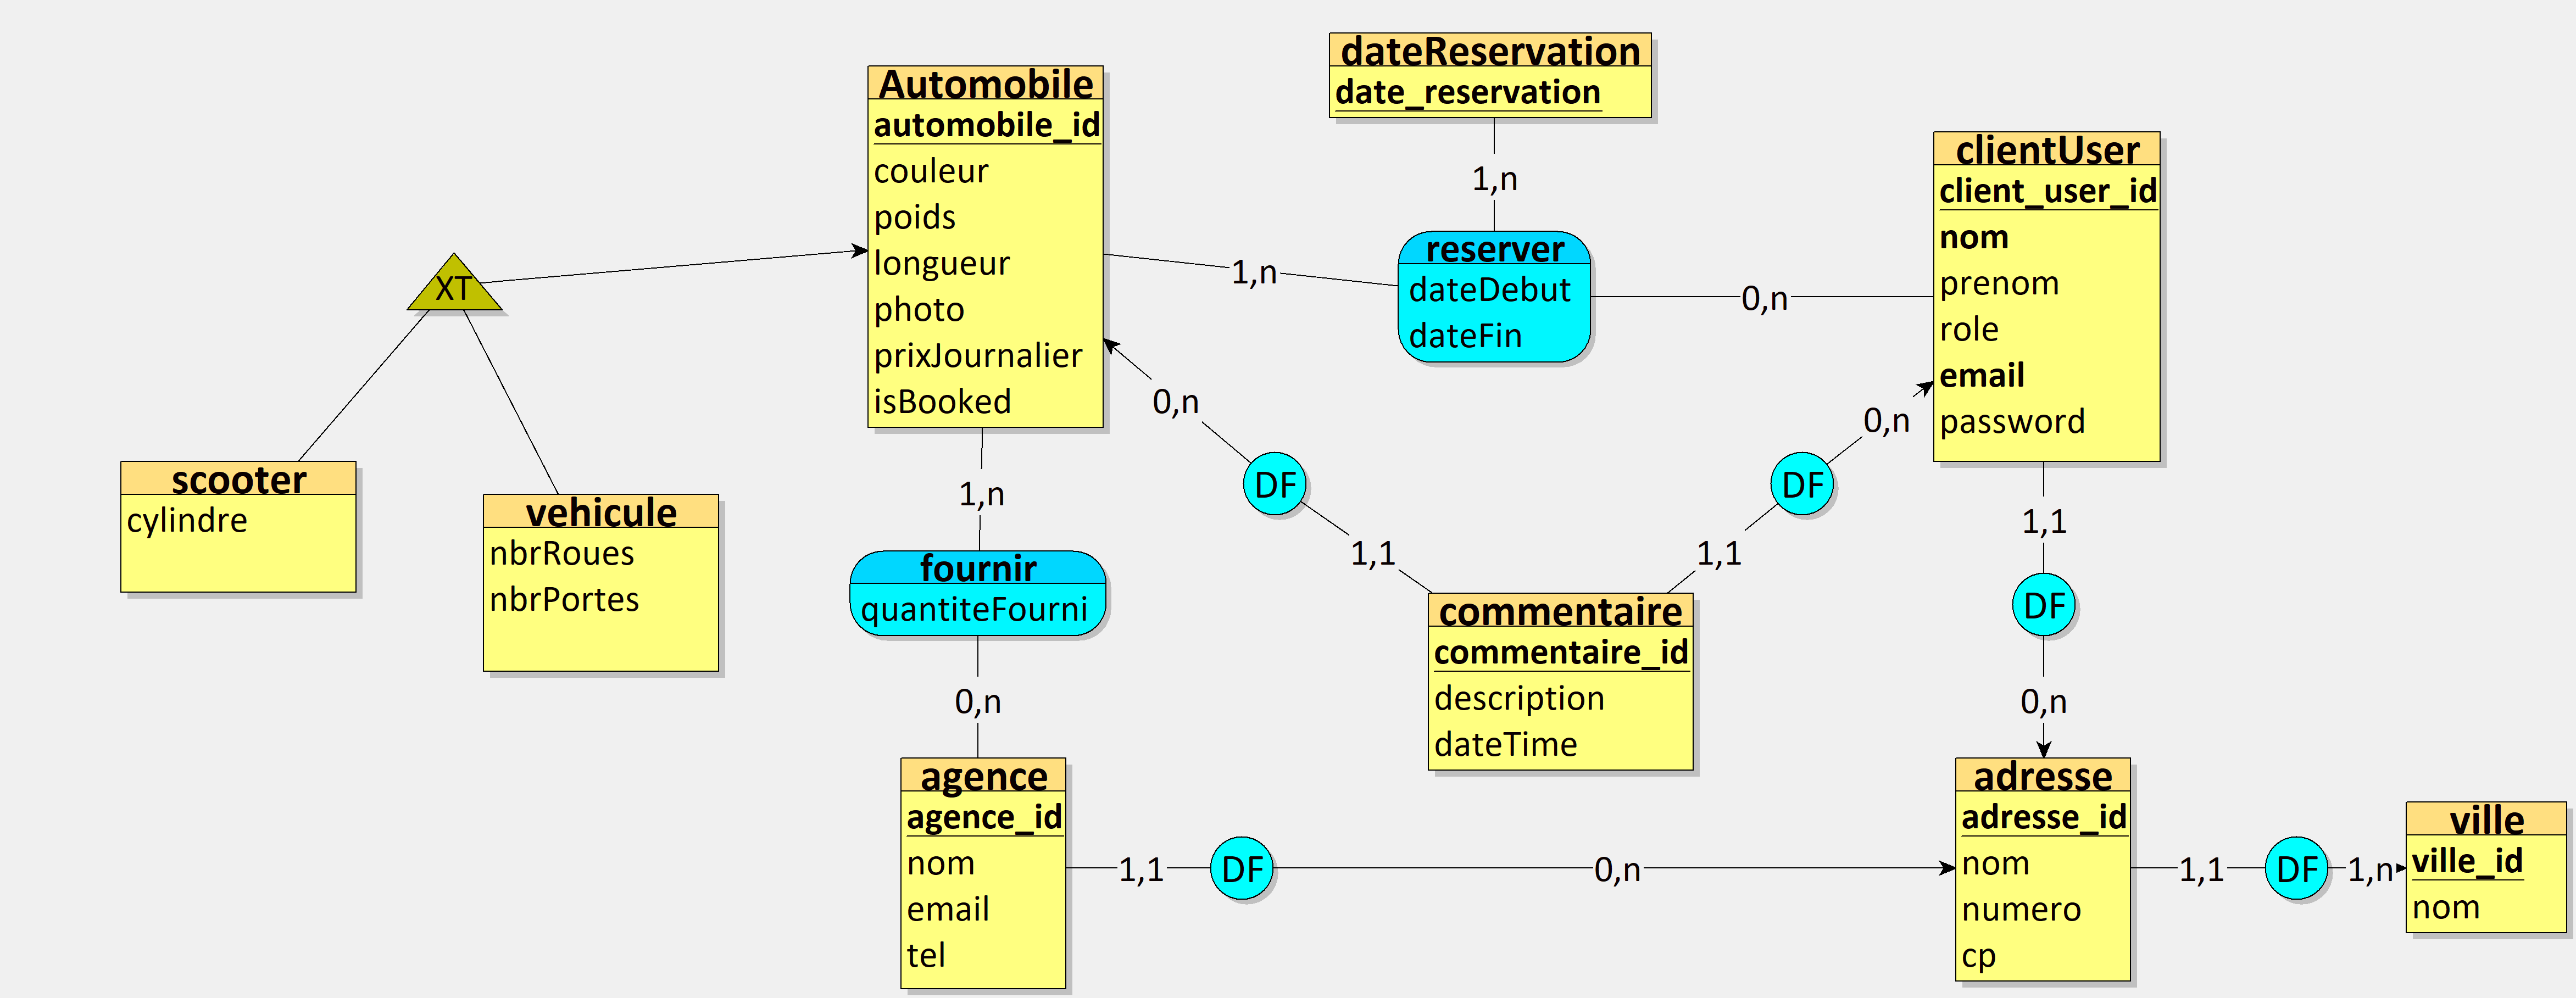 dateReservation
date_reservation
1,n
Automobile
automobile_id
couleur
poids
longueur
photo
prixJournalier
isBooked
XT
scooter
cylindre
vehicule
nbrRoues
nbrPortes
1,n
reserver
dateDebut
dateFin
0,n
clientUser
client_user_id
nom
prenom
role
email
password
0,n
DF
1,1
0,n
DF
1,1
commentaire
commentaire_id
description
dateTime
1,n
fournir
quantiteFourni
0,n
agence
agence_id
nom
email
tel
1,1
DF
0,n
1,1
DF
0,n
adresse
adresse_id
nom
numero
cp
1,1
DF
1,n
ville
ville_id
nom